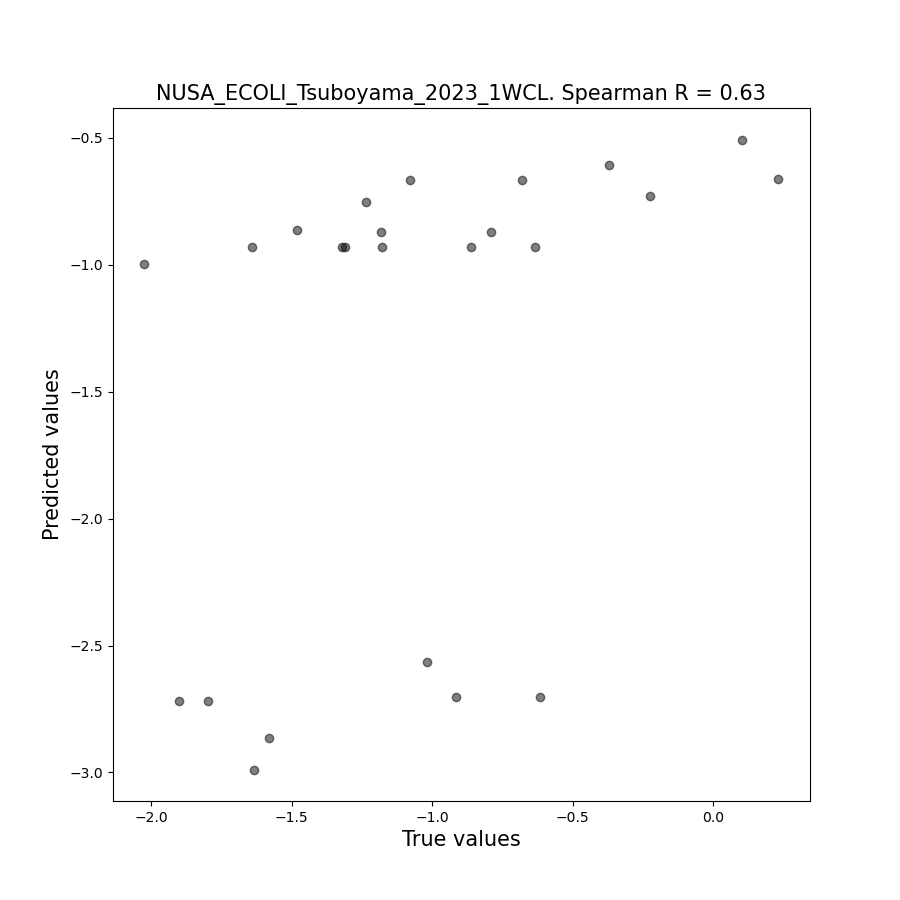 NUSA_ECOLI_Tsuboyama_2023_1WCL. Spearman R = 0.63
−0.5
−1.0
−1.5
−2.0
−2.5
−3.0
Predicted values
−2.0 −1.5 −1.0 −0.5 0.0
True values